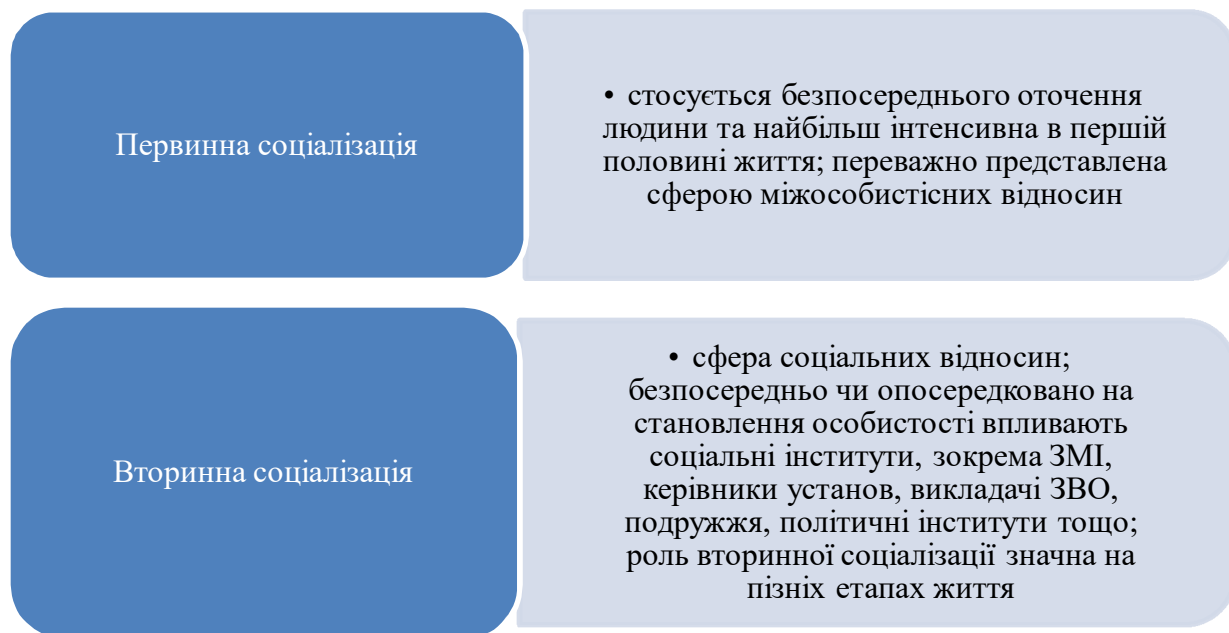 Первинна соціалізація
• стосується безпосереднього оточення
людини та найбільш інтенсивна в першій
половині життя; переважно представлена
сферою міжособистісних відносин
Вторинна соціалізація
• сфера соціальних відносин;
безпосередньо чи опосередковано на
становлення особистості впливають
соціальні інститути, зокрема ЗМІ,
керівники установ, викладачі ЗВО,
подружжя, політичні інститути тощо;
роль вторинної соціалізації значна на
пізніх етапах життя